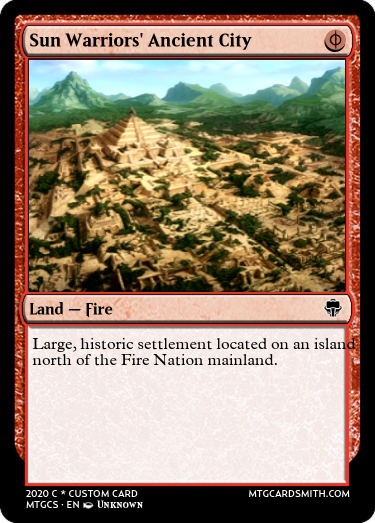 Sun Warriors' Ancient City
Land — Fire
Large, historic settlement located on an island
north of the Fire Nation mainland.
2020 C * CUSTOM CARD
MTGCARDSMITH.COM
MTGCS · EN Unknown